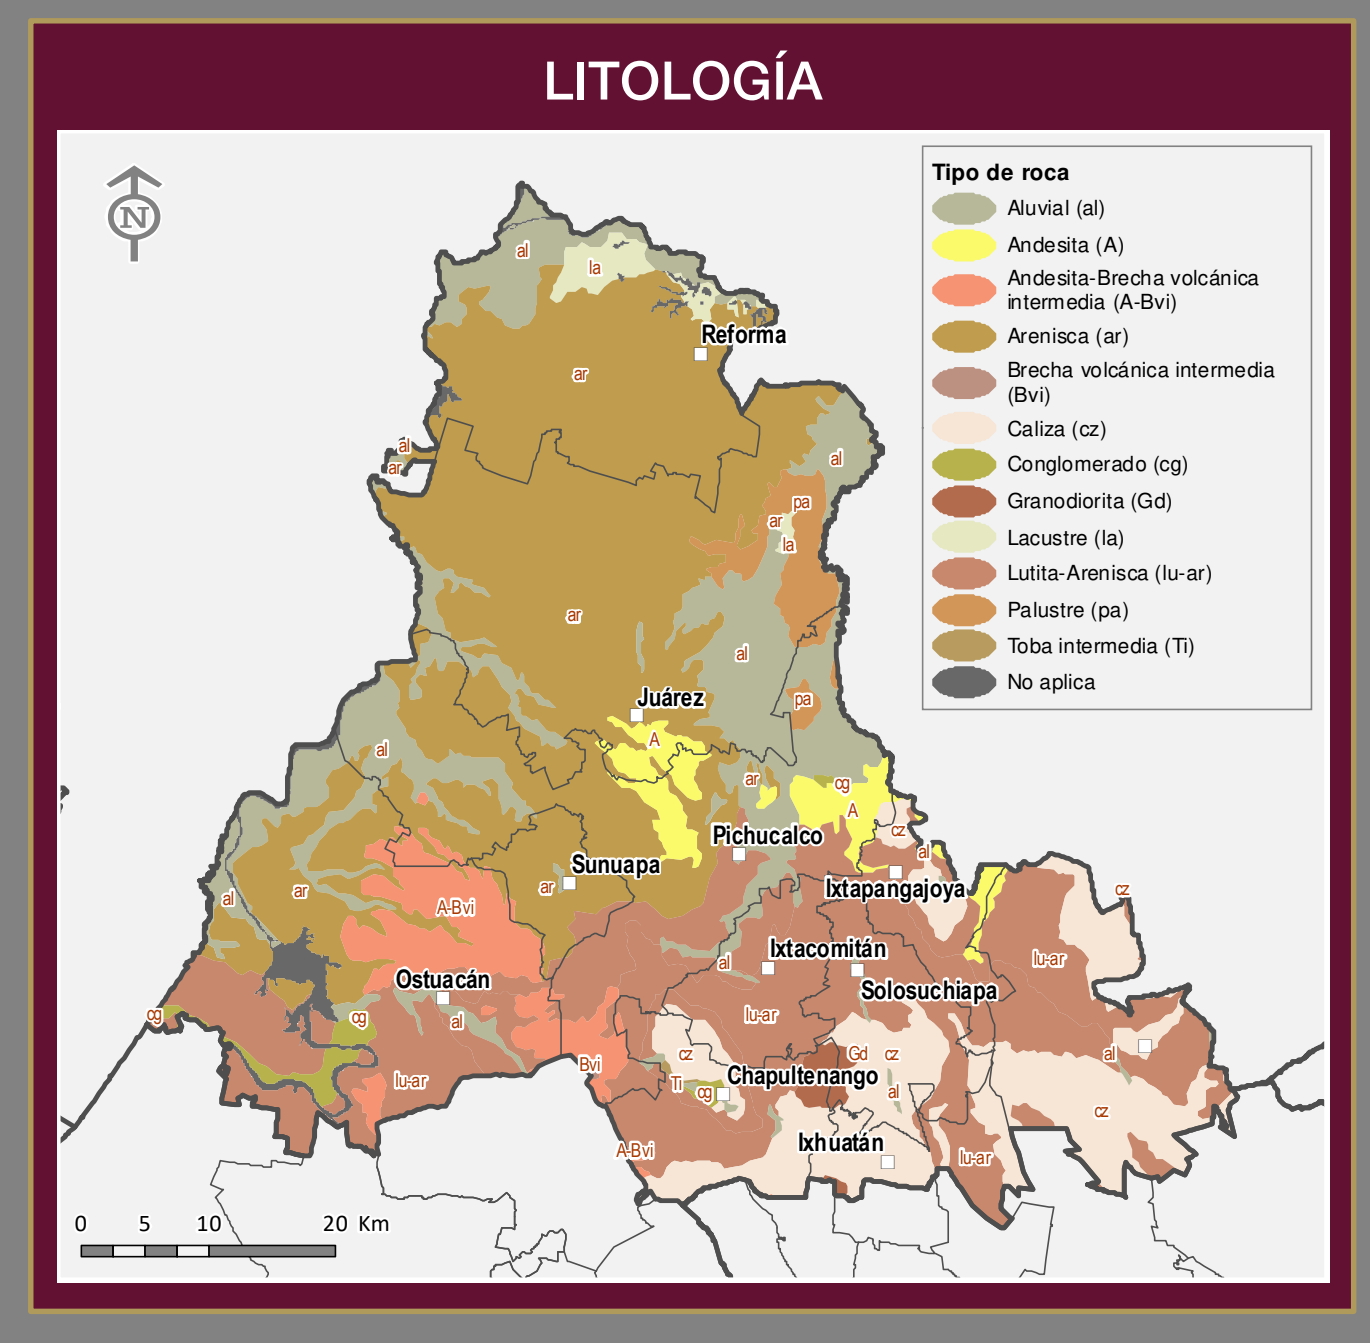 LITOLOGÍA
N
Tipo de roca
Aluvial (al)
Andesita (A)
Andesita-Brecha volcánica
intermedia (A-Bvi)
Arenisca (ar)
Brecha volcánica intermedia
(Bvi)
Caliza (cz)
Conglomerado (cg)
Granodiorita (Gd)
Lacustre (la)
Lutita-Arenisca (lu-ar)
Palustre (pa)
Toba intermedia (Ti)
No aplica
al
la
Reforma
ar
al
ar
al
pa
ar
la
ar
al
Juárez
pa
A
al
ar
cg
A
cz
Pichucalco
al
Sunuapa
ar
Ixtapangajoya
cz
ar
al
A-Bvi
Ixtacomitán
al
lu-ar
Ostuacán
Solosuchiapa
cg
cg
al
lu-ar
cz
Gd
cz
al
Bvi
Chapultenango
lu-ar
Ti
cg
al
cz
Ixhuatán
A-Bvi
lu-ar
0 5 10 20 Km